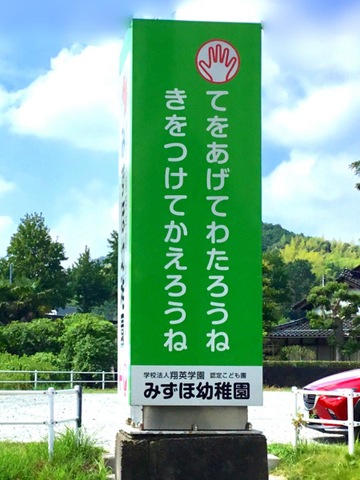 てをあげてわたろうね
きをつけてかえろうね
学校法人翔英学園 認定こども園
みずほ幼稚園